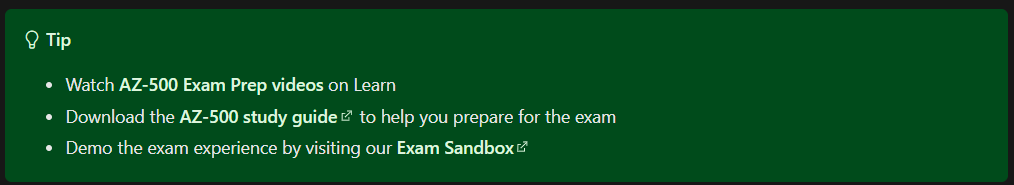 Tip
• Watch AZ-500 Exam Prep videos on Learn
• Download the AZ-500 study guide to help you prepare for the exam
• Demo the exam experience by visiting our Exam Sandbox